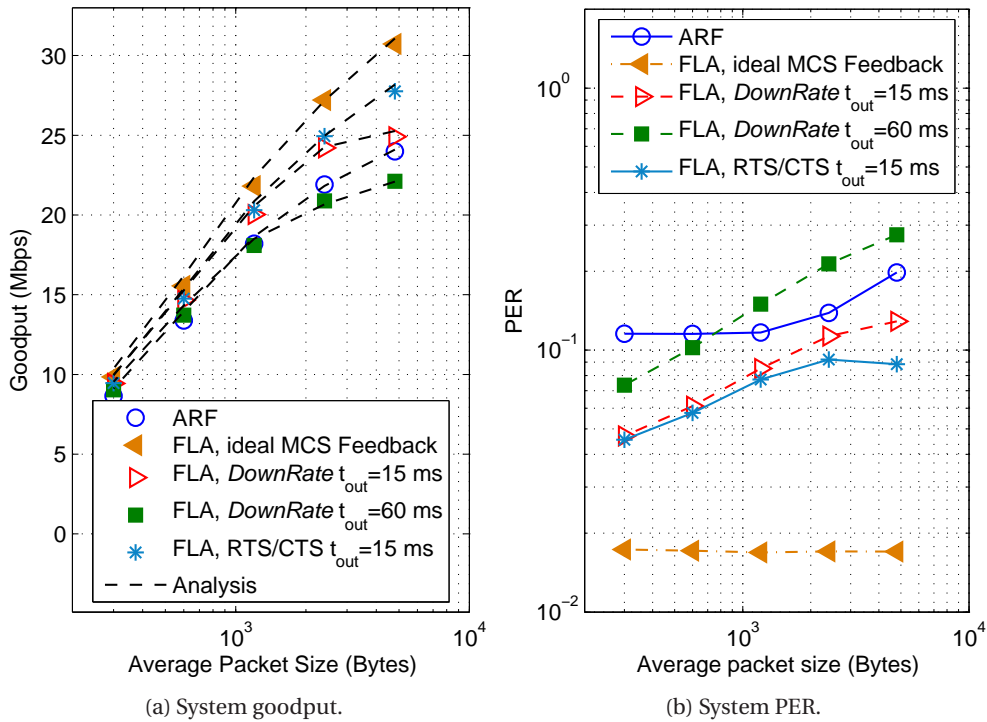 30
25
20
15
10
5
0
Goodput (Mbps)
ARF
FLA, ideal MCS Feedback
FLA, DownRate t_out=15 ms
FLA, DownRate t_out=60 ms
FLA, RTS/CTS t_out=15 ms
Analysis
10^3
10^4
Average Packet Size (Bytes)
(a) System goodput.
ARF
FLA, ideal MCS Feedback
FLA, DownRate t_out=15 ms
FLA, DownRate t_out=60 ms
FLA, RTS/CTS t_out=15 ms
10^0
10^-1
10^-2
PER
10^3
10^4
Average packet size (Bytes)
(b) System PER.